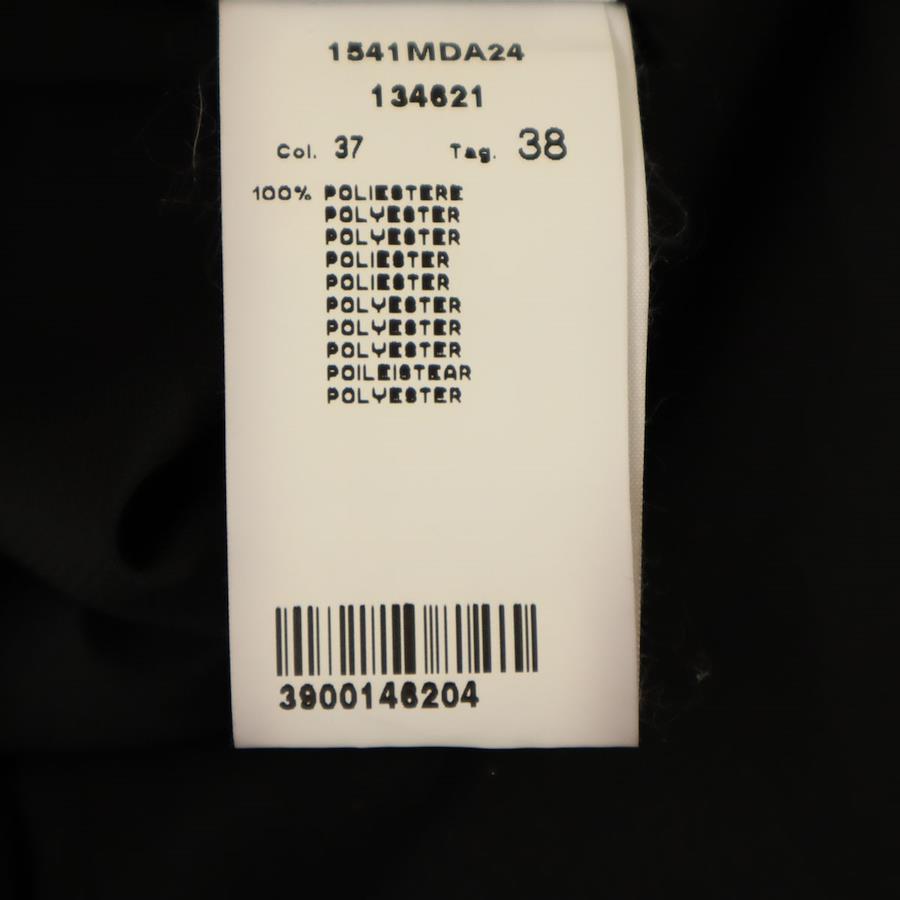 1541MDA24
134621
Col. 37 Tag. 38
100% POLIESTERE
POLYESTER
POLYESTER
POLIESTER
POLIESTER
POLYESTER
POLYESTER
POLYESTER
POILEISTEAR
POLYESTER
3900146204